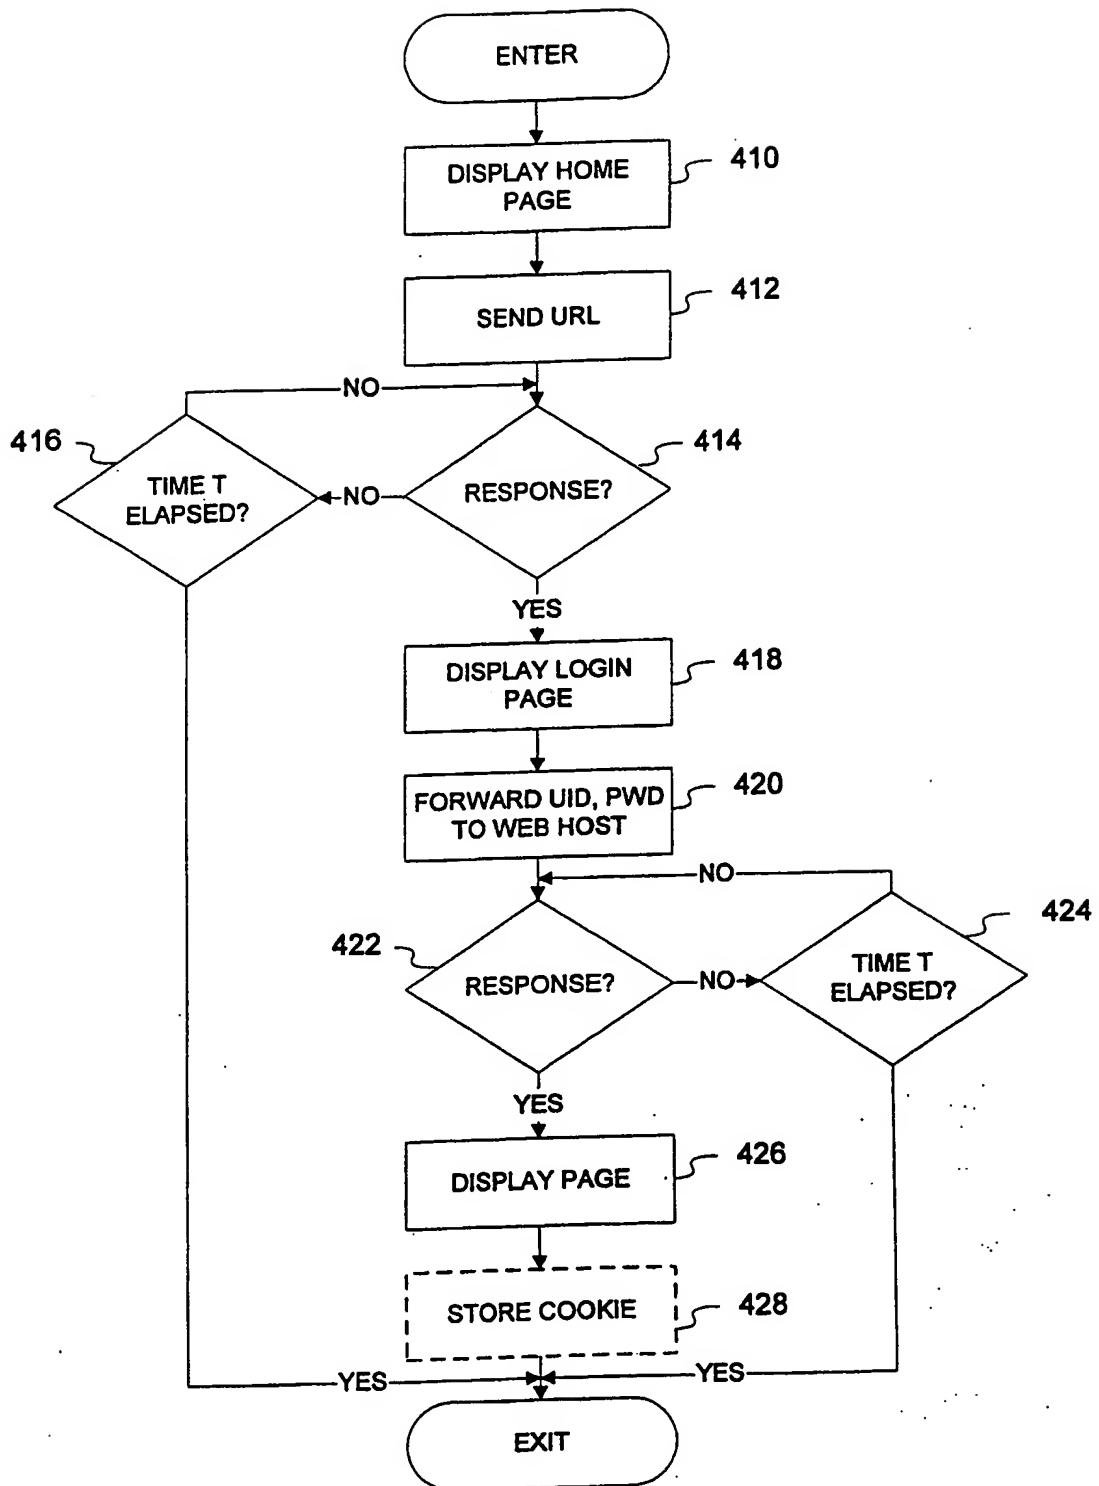 ENTER
DISPLAY HOME
PAGE
410
SEND URL
412
NO
416
TIME T
ELAPSED?
NO
RESPONSE?
414
YES
DISPLAY LOGIN
PAGE
418
FORWARD UID, PWD
TO WEB HOST
420
NO
422
RESPONSE?
NO
TIME T
ELAPSED?
424
YES
DISPLAY PAGE
426
STORE COOKIE
428
YES
YES
EXIT